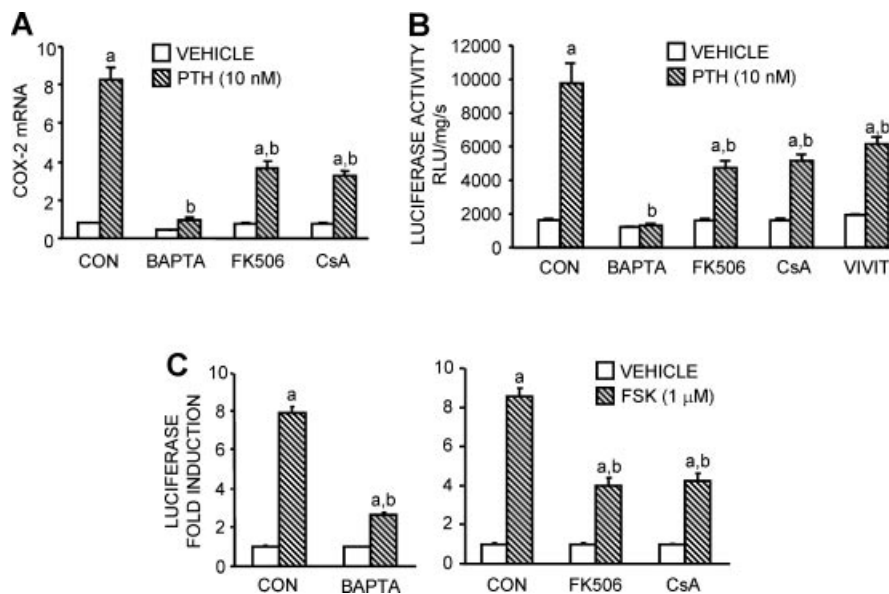 A
VEHICLE
PTH (10 nM)
COX-2 mRNA
10
8
6
4
2
0
a
b
a,b
a,b
CON BAPTA FK506 CsA
B
VEHICLE
PTH (10 nM)
LUCIFERASE ACTIVITY
RLU/mg/s
12000
10000
8000
6000
4000
2000
0
a
b
a,b
a,b
a,b
CON BAPTA FK506 CsA VIVIT
C
LUCIFERASE
FOLD INDUCTION
10
8
6
4
2
0
a
a,b
CON BAPTA
VEHICLE
FSK (1 μM)
10
8
6
4
2
0
a
a,b
a,b
CON FK506 CsA